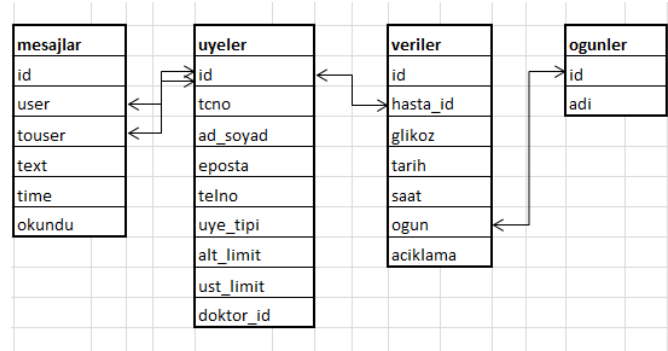 mesajlar
id
user
touser
text
time
okundu
uyeler
id
tcno
ad_soyad
eposta
telno
uye_tipi
alt_limit
ust_limit
doktor_id
veriler
id
hasta_id
glikoz
tarih
saat
ogun
aciklama
ogunler
id
adi